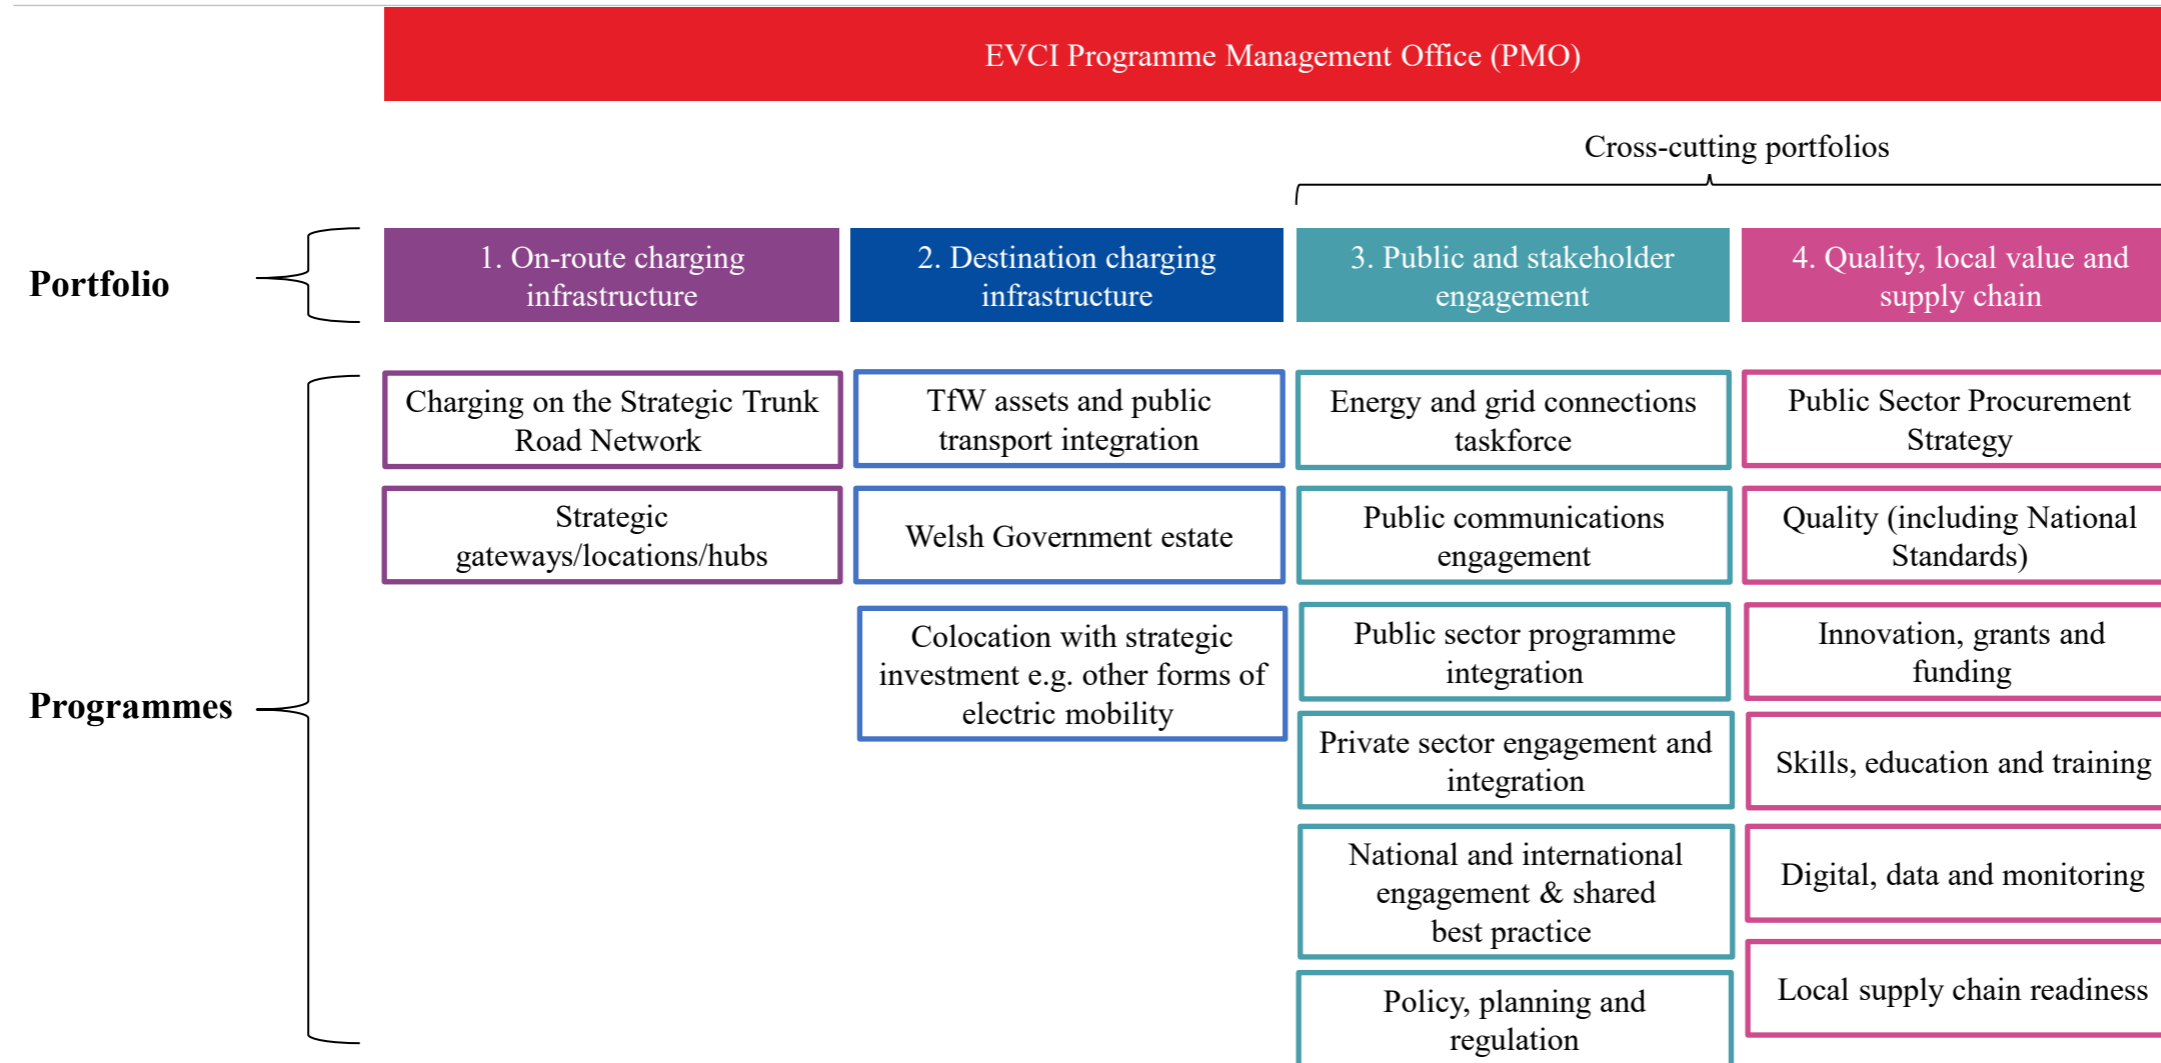 EVCI Programme Management Office (PMO)
Cross-cutting portfolios
Portfolio
1. On-route charging
infrastructure
2. Destination charging
infrastructure
3. Public and stakeholder
engagement
4. Quality, local value and
supply chain
Programmes
Charging on the Strategic Trunk
Road Network
Strategic
gateways/locations/hubs
TfW assets and public
transport integration
Welsh Government estate
Colocation with strategic
investment e.g. other forms of
electric mobility
Energy and grid connections
taskforce
Public communications
engagement
Public sector programme
integration
Private sector engagement and
integration
National and international
engagement & shared
best practice
Policy, planning and
regulation
Public Sector Procurement
Strategy
Quality (including National
Standards)
Innovation, grants and
funding
Skills, education and training
Digital, data and monitoring
Local supply chain readiness